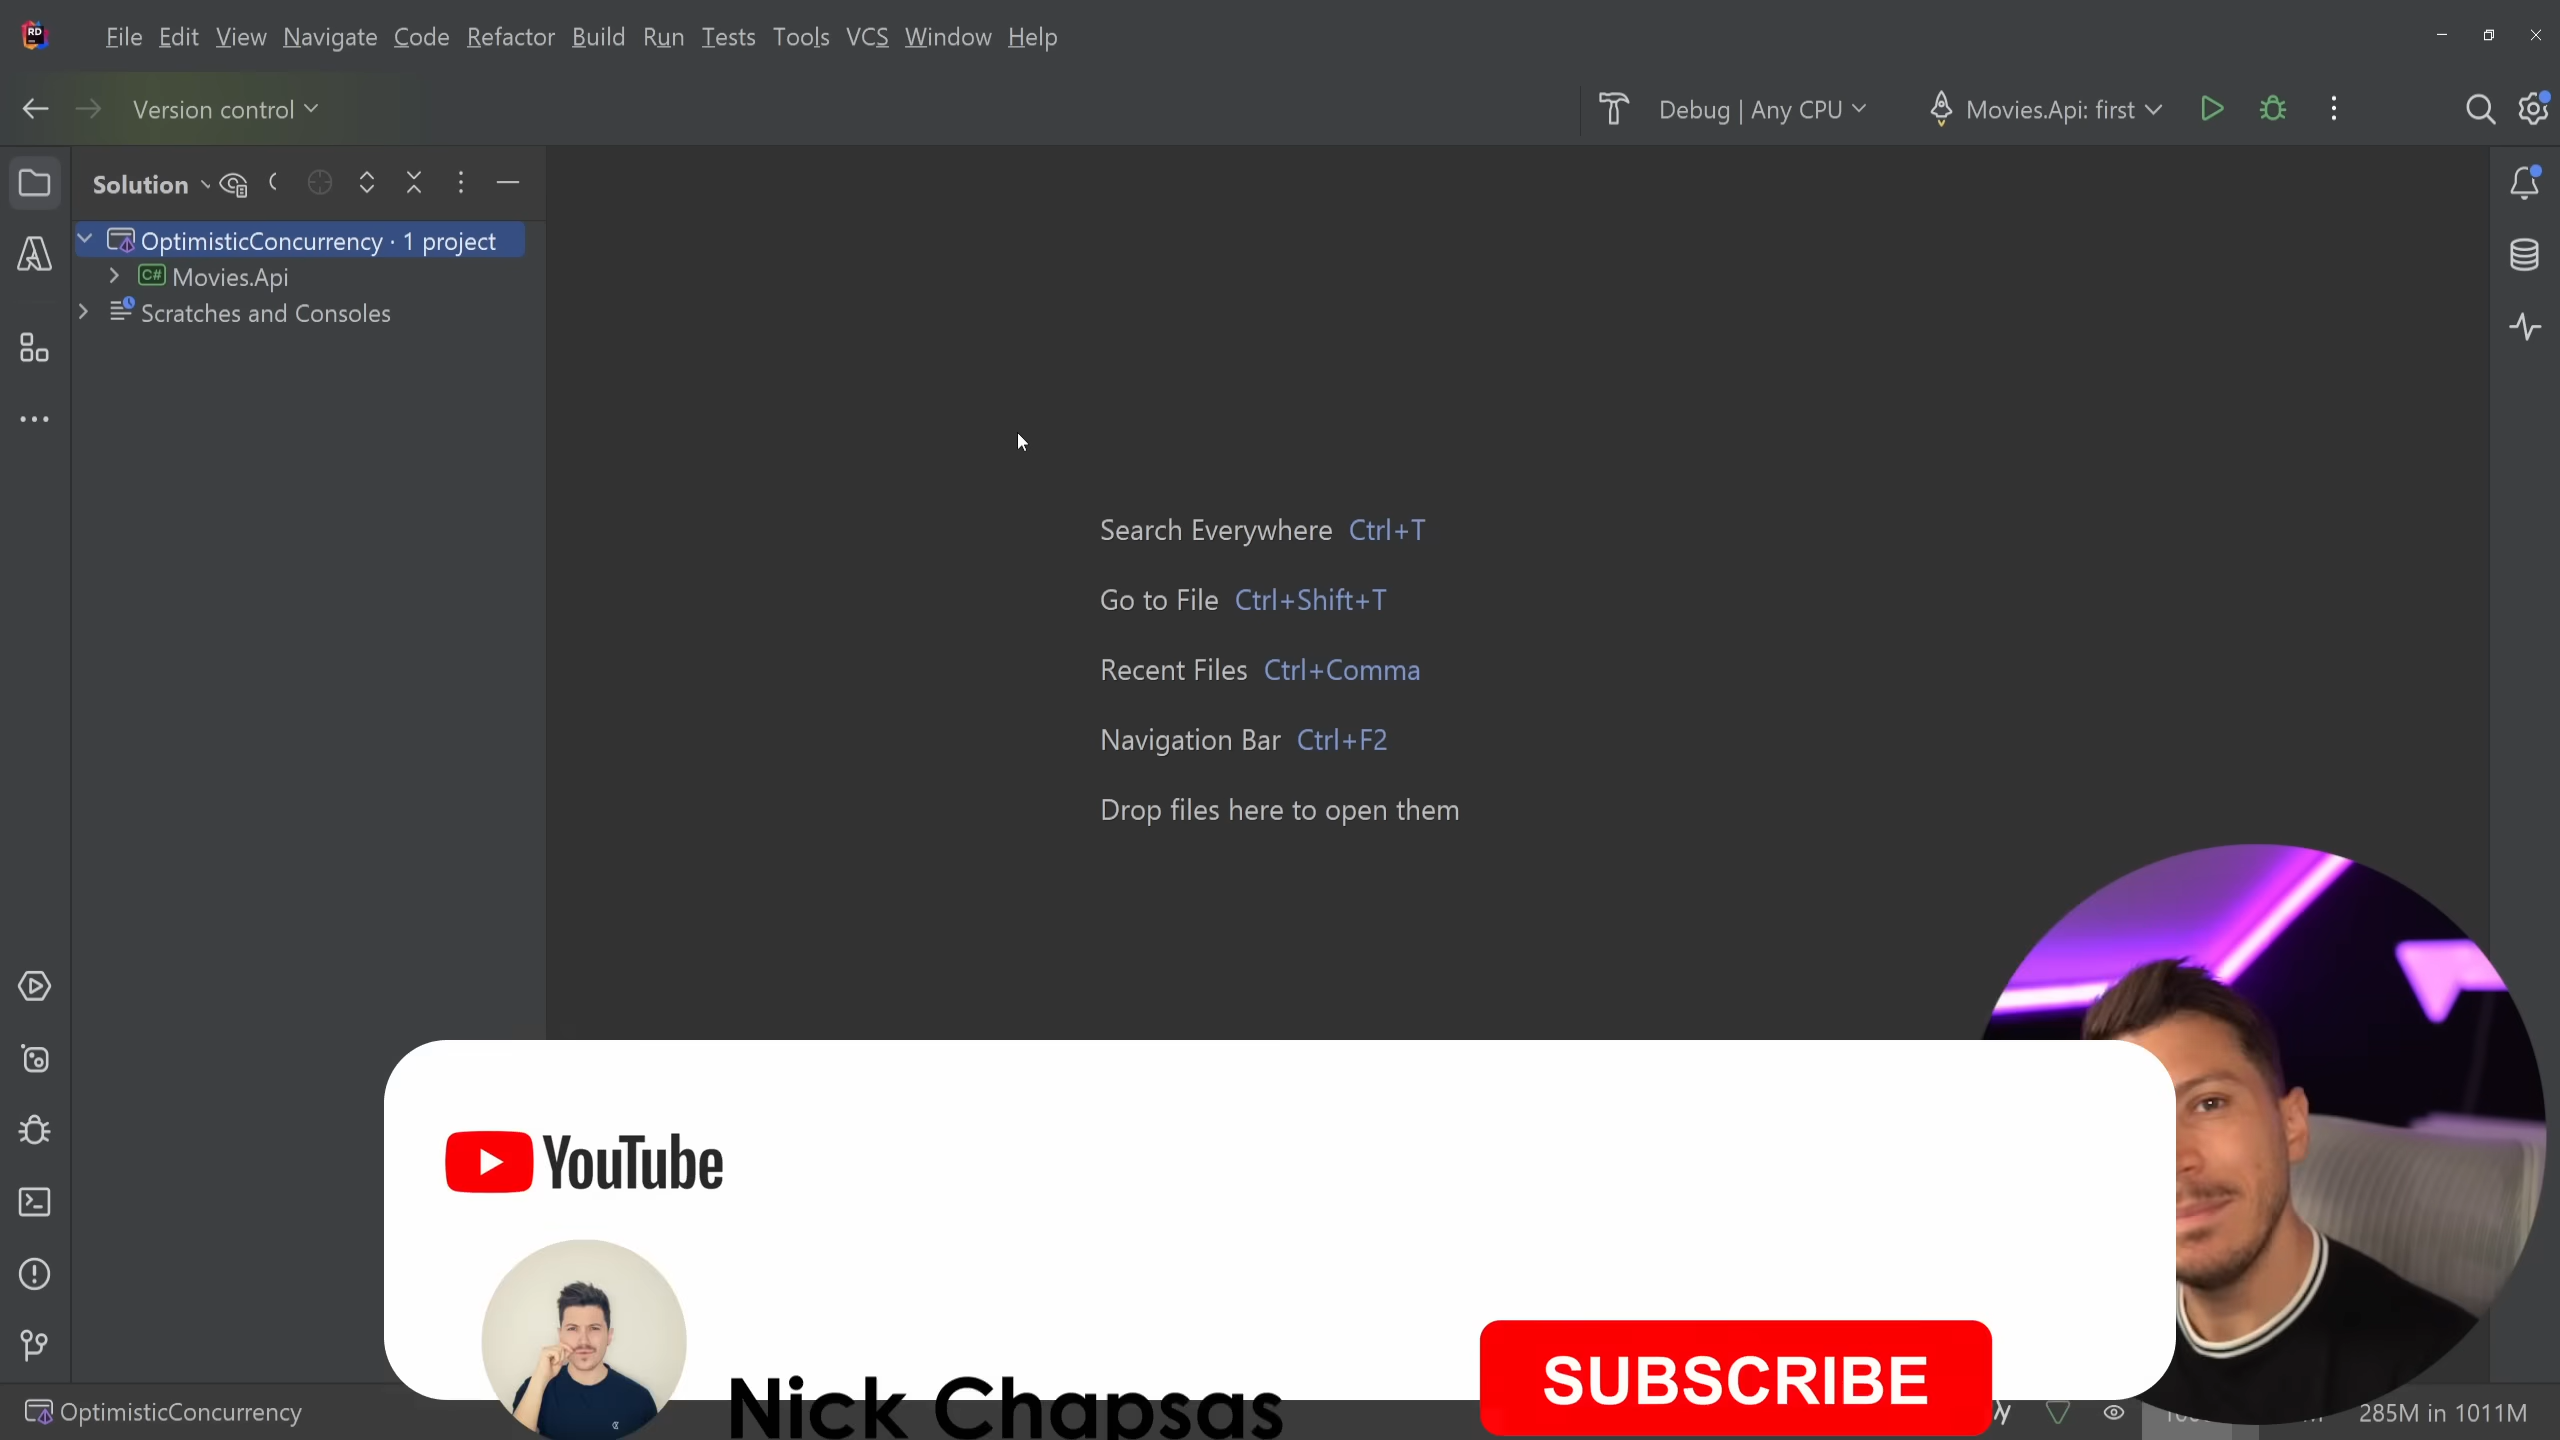 File Edit View Navigate Code Refactor Build Run Tests Tools VCS Window Help
Version control
Debug | Any CPU
Movies.Api: first
Solution
OptimisticConcurrency · 1 project
C# Movies.Api
Scratches and Consoles
Search Everywhere Ctrl+T
Go to File Ctrl+Shift+T
Recent Files Ctrl+Comma
Navigation Bar Ctrl+F2
Drop files here to open them
YouTube
Nick Chapsas
SUBSCRIBE
OptimisticConcurrency
285M in 1011M